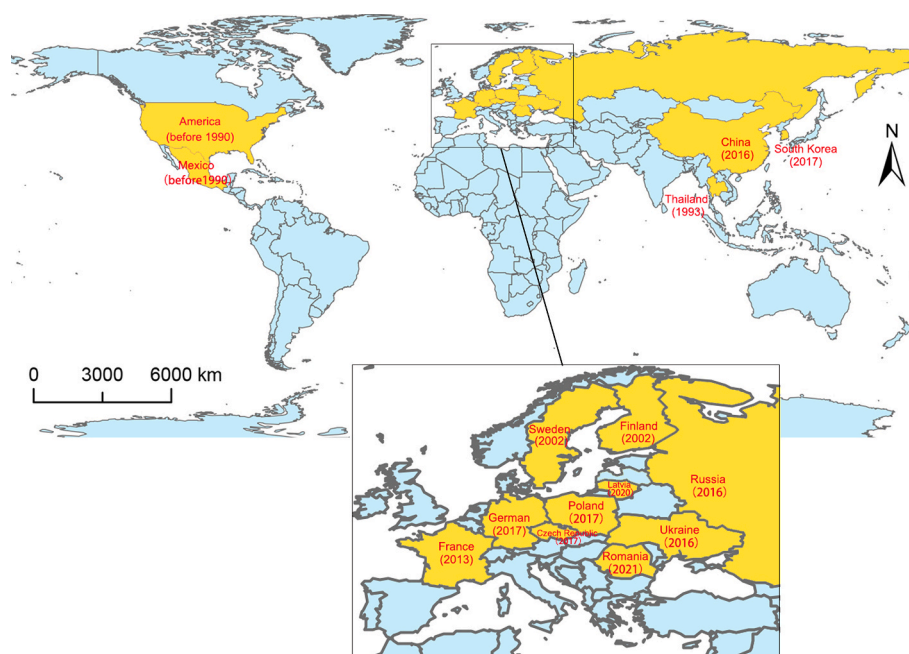 America
(before 1990)
Mexico
(before1990)
China
(2016)
South Korea
(2017)
Thailand
(1993)
N
0 3000 6000 km
Sweden
(2002)
Finland
(2002)
Latvia
(2020)
Russia
(2016)
German
(2017)
Poland
(2017)
Czech Republic
(2017)
Ukraine
(2016)
France
(2013)
Romania
(2021)